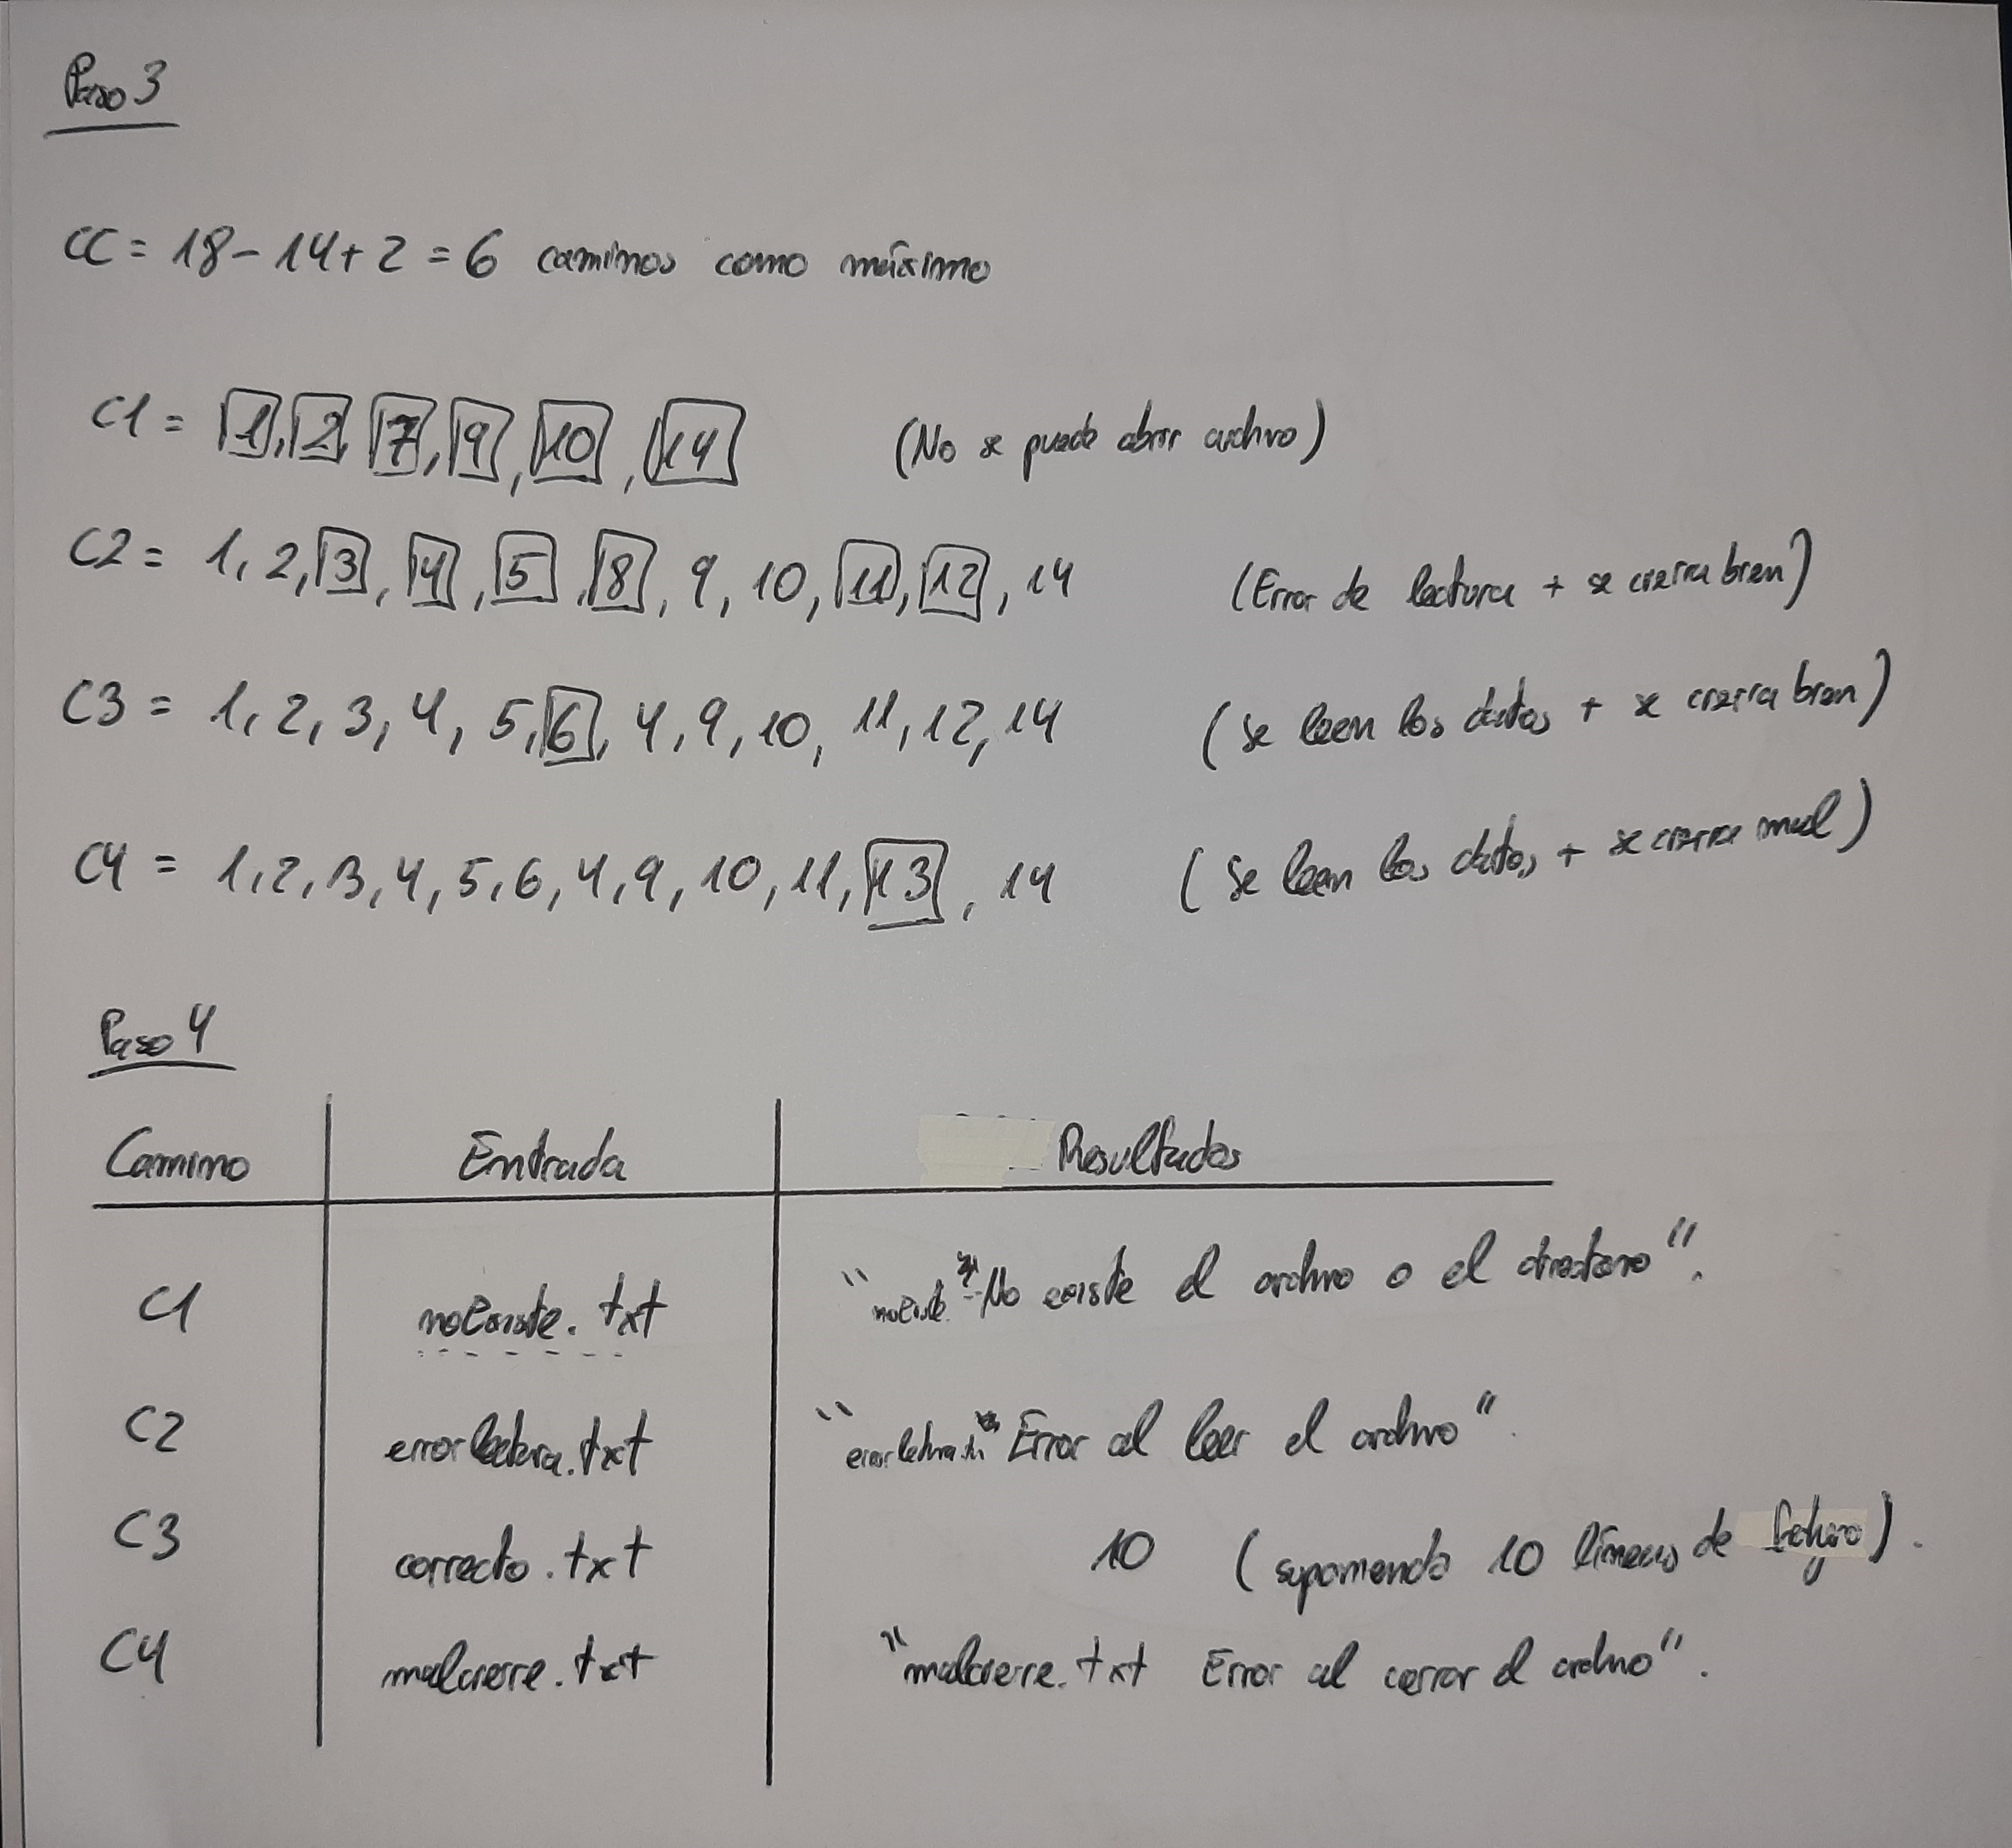 Paso 3
CC = 18 - 14 + 2 = 6 caminos como máximo
C1 = 1, 2, 7, 9, 10, 14 (No se puede abrir archivo)
C2 = 1, 2, 3, 4, 5, 8, 9, 10, 11, 12, 14 (Error de lectura + se cierra bien)
C3 = 1, 2, 3, 4, 5, 6, 4, 9, 10, 11, 12, 14 (se leen los datos + se cierra bien)
C4 = 1, 2, 3, 4, 5, 6, 4, 9, 10, 11, 13, 14 (Se leen los datos + se cierra mal)
Paso 4
Camino Entrada Resultados
C1 noExiste.txt "noExiste. No existe el archivo o el directorio".
C2 errorlectura.txt " Error al leer el archivo".
C3 correcto.txt 10 (suponiendo 10 líneas de código).
C4 malcierre.txt "malcierre.txt Error al cerrar el archivo".